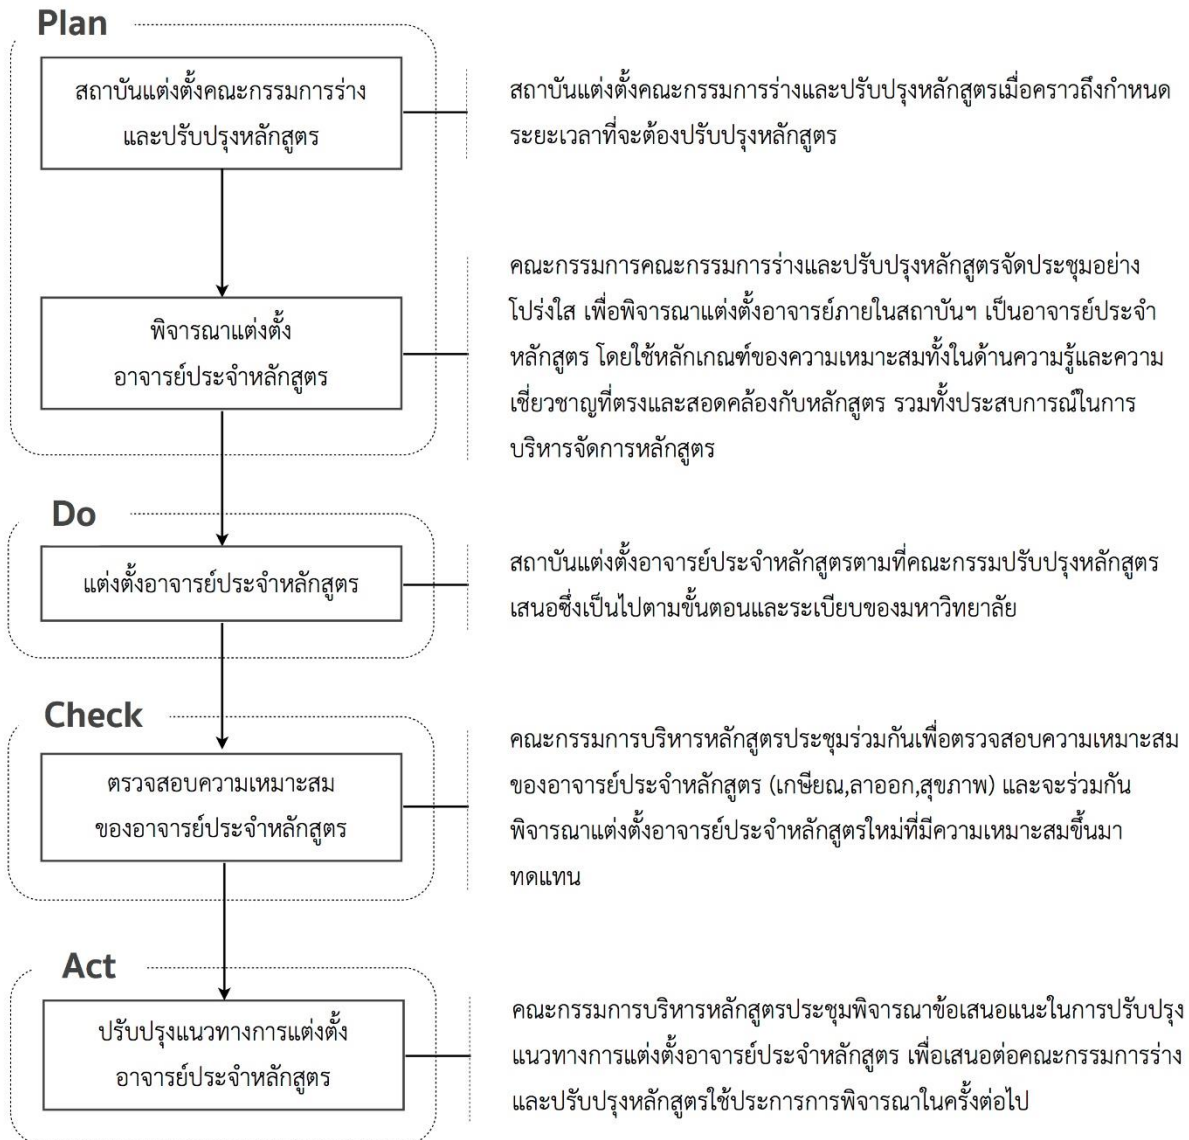 Plan
สถาบันแต่งตั้งคณะกรรมการร่าง
และปรับปรุงหลักสูตร
สถาบันแต่งตั้งคณะกรรมการร่างและปรับปรุงหลักสูตรเมื่อคราวถึงกำหนด
ระยะเวลาที่จะต้องปรับปรุงหลักสูตร
พิจารณาแต่งตั้ง
อาจารย์ประจำหลักสูตร
คณะกรรมการคณะกรรมการร่างและปรับปรุงหลักสูตรจัดประชุมอย่าง
โปร่งใส เพื่อพิจารณาแต่งตั้งอาจารย์ภายในสถาบันฯ เป็นอาจารย์ประจำ
หลักสูตร โดยใช้หลักเกณฑ์ของความเหมาะสมทั้งในด้านความรู้และความ
เชี่ยวชาญที่ตรงและสอดคล้องกับหลักสูตร รวมทั้งประสบการณ์ในการ
บริหารจัดการหลักสูตร
Do
แต่งตั้งอาจารย์ประจำหลักสูตร
สถาบันแต่งตั้งอาจารย์ประจำหลักสูตรตามที่คณะกรรมปรับปรุงหลักสูตร
เสนอซึ่งเป็นไปตามขั้นตอนและระเบียบของมหาวิทยาลัย
Check
ตรวจสอบความเหมาะสม
ของอาจารย์ประจำหลักสูตร
คณะกรรมการบริหารหลักสูตรประชุมร่วมกันเพื่อตรวจสอบความเหมาะสม
ของอาจารย์ประจำหลักสูตร (เกษียณ,ลาออก,สุขภาพ) และจะร่วมกัน
พิจารณาแต่งตั้งอาจารย์ประจำหลักสูตรใหม่ที่มีความเหมาะสมขึ้นมา
ทดแทน
Act
ปรับปรุงแนวทางการแต่งตั้ง
อาจารย์ประจำหลักสูตร
คณะกรรมการบริหารหลักสูตรประชุมพิจารณาข้อเสนอแนะในการปรับปรุง
แนวทางการแต่งตั้งอาจารย์ประจำหลักสูตร เพื่อเสนอต่อคณะกรรมการร่าง
และปรับปรุงหลักสูตรใช้ประการการพิจารณาในครั้งต่อไป